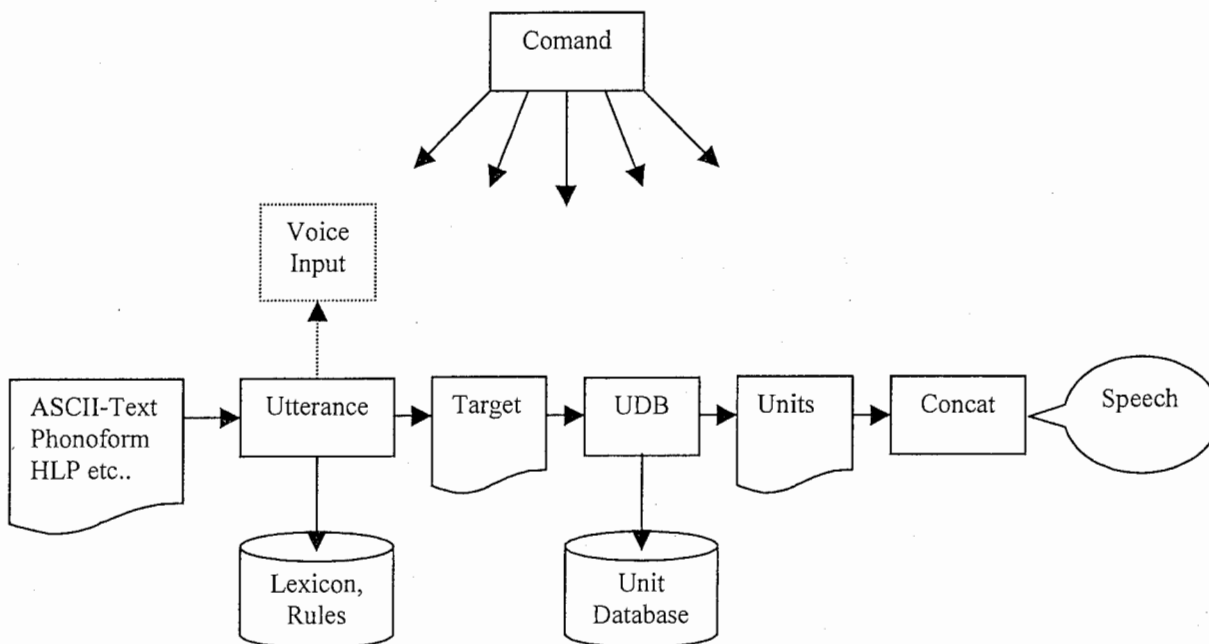 Comand
Voice
Input
ASCII-Text
Phonoform
HLP etc..
Utterance
Target
UDB
Units
Concat
Speech
Lexicon,
Rules
Unit
Database